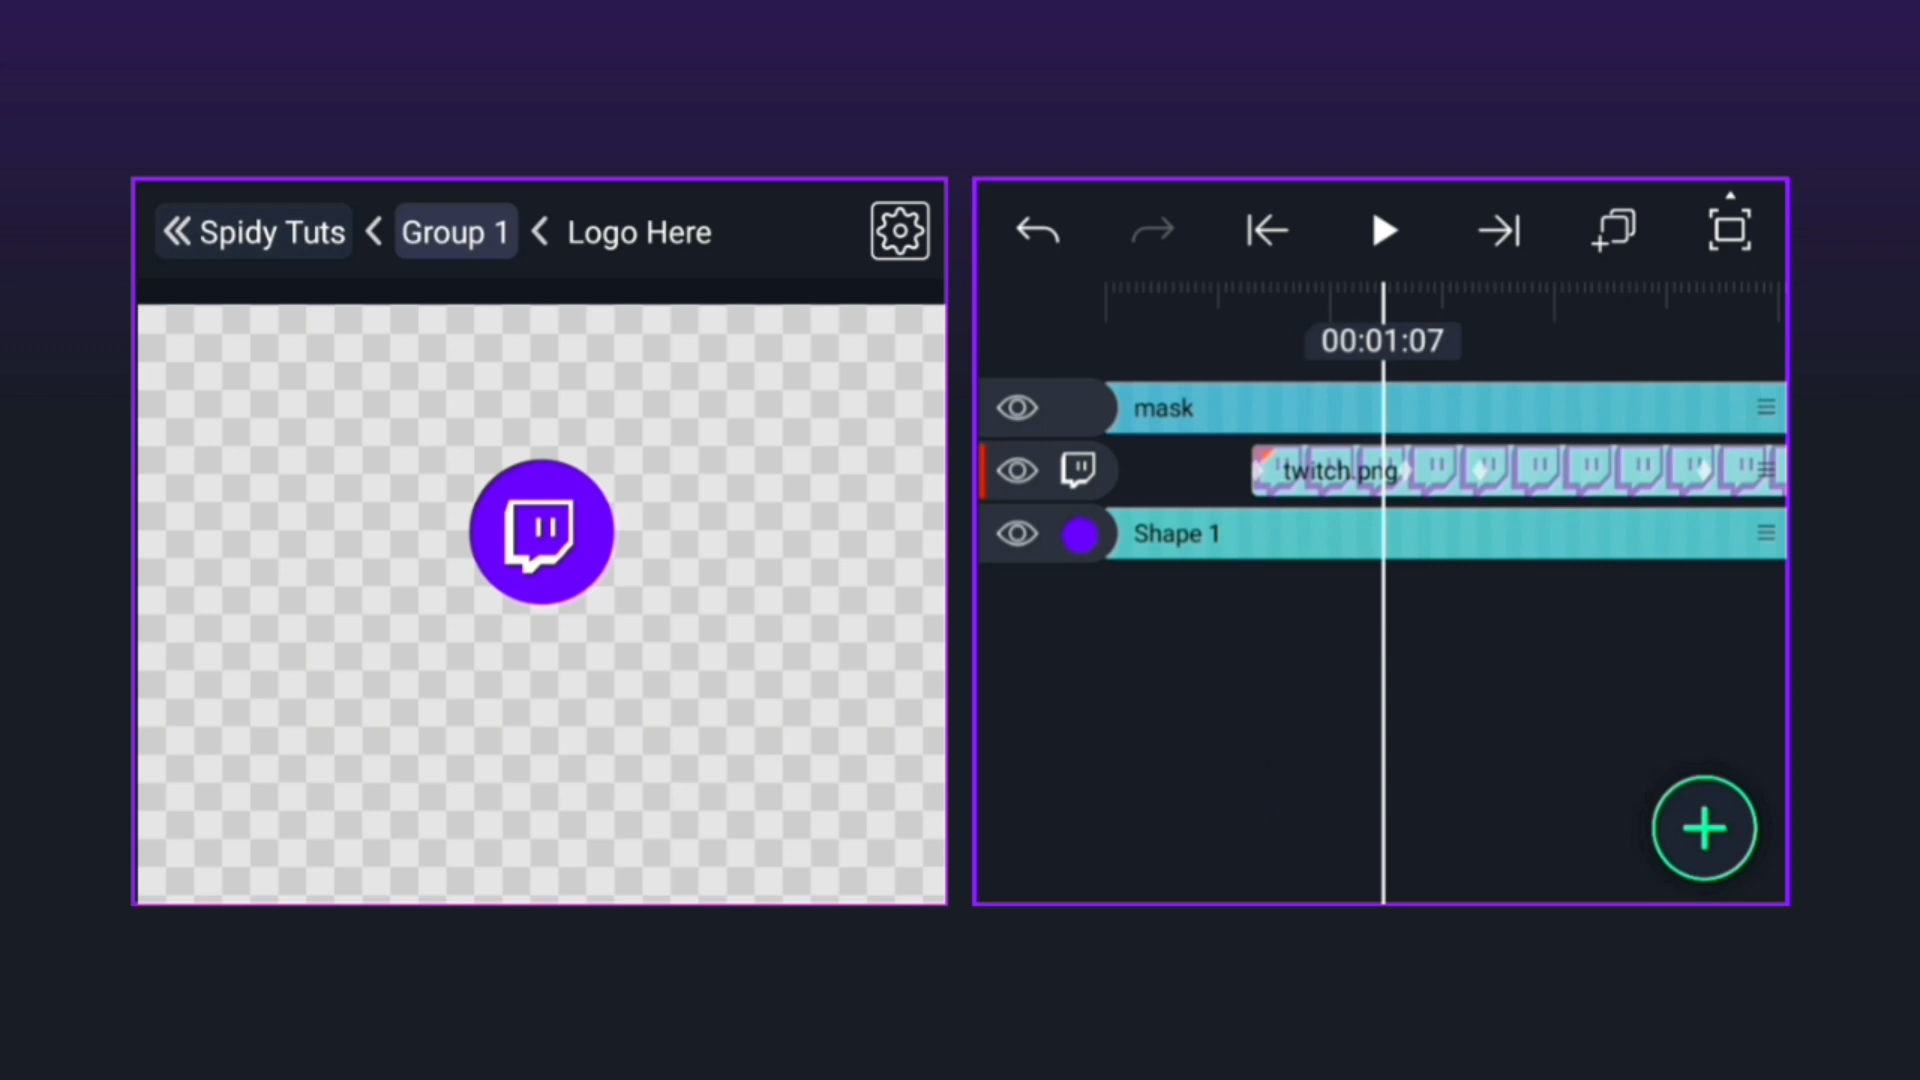 Spidy Tuts Group 1 Logo Here
00:01:07
mask
twitch.png
Shape 1